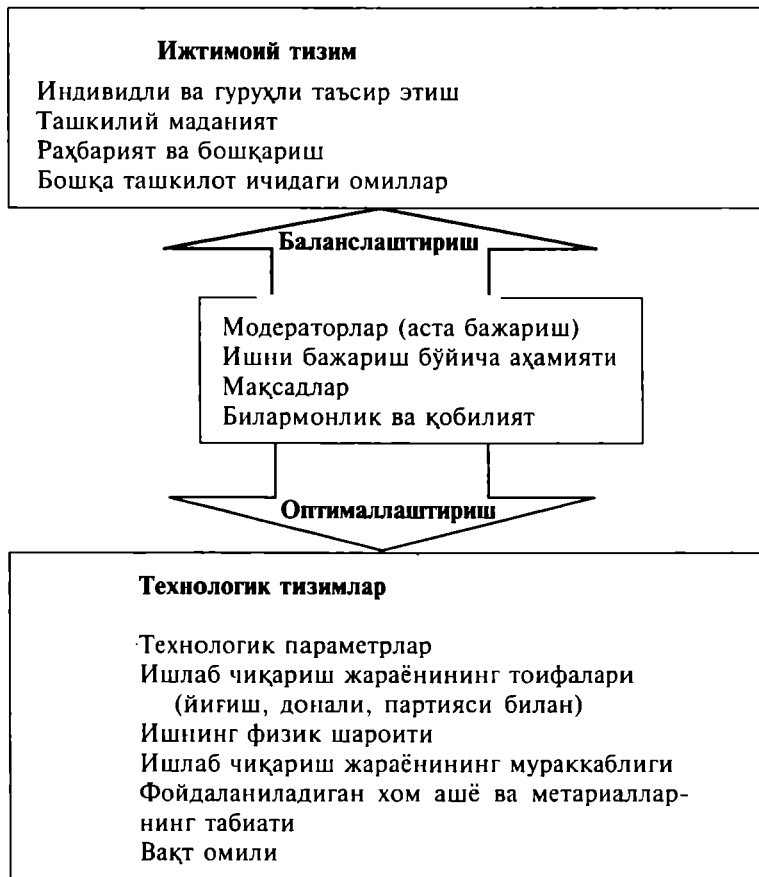 Ижтимоий тизим
Индивидли ва гуруҳли таъсир этиш
Ташкилий маданият
Раҳбарият ва бошқариш
Бошқа ташкилот ичидаги омиллар
Баланслаштириш
Модераторлар (аста бажариш)
Ишни бажариш бўйича аҳамияти
Мақсадлар
Билармонлик ва қобилият
Оптималлаштириш
Технологик тизимлар
Технологик параметрлар
Ишлаб чиқариш жараёнининг тоифалари
(йиғиш, донали, партияси билан)
Ишнинг физик шароити
Ишлаб чиқариш жараёнининг мураккаблиги
Фойдаланиладиган хом ашё ва метариаллар-
нинг табиати
Вақт омили